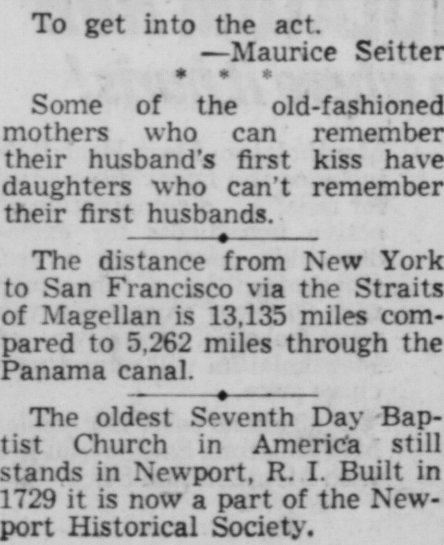 To get into the act.
—Maurice Seitter
* * *
Some of the old-fashioned
mothers who can remember
their husband's first kiss have
daughters who can't remember
their first husbands.
The distance from New York
to San Francisco via the Straits
of Magellan is 13,135 miles com-
pared to 5,262 miles through the
Panama canal.
The oldest Seventh Day Bap-
tist Church in America still
stands in Newport, R. I. Built in
1729 it is now a part of the New-
port Historical Society.